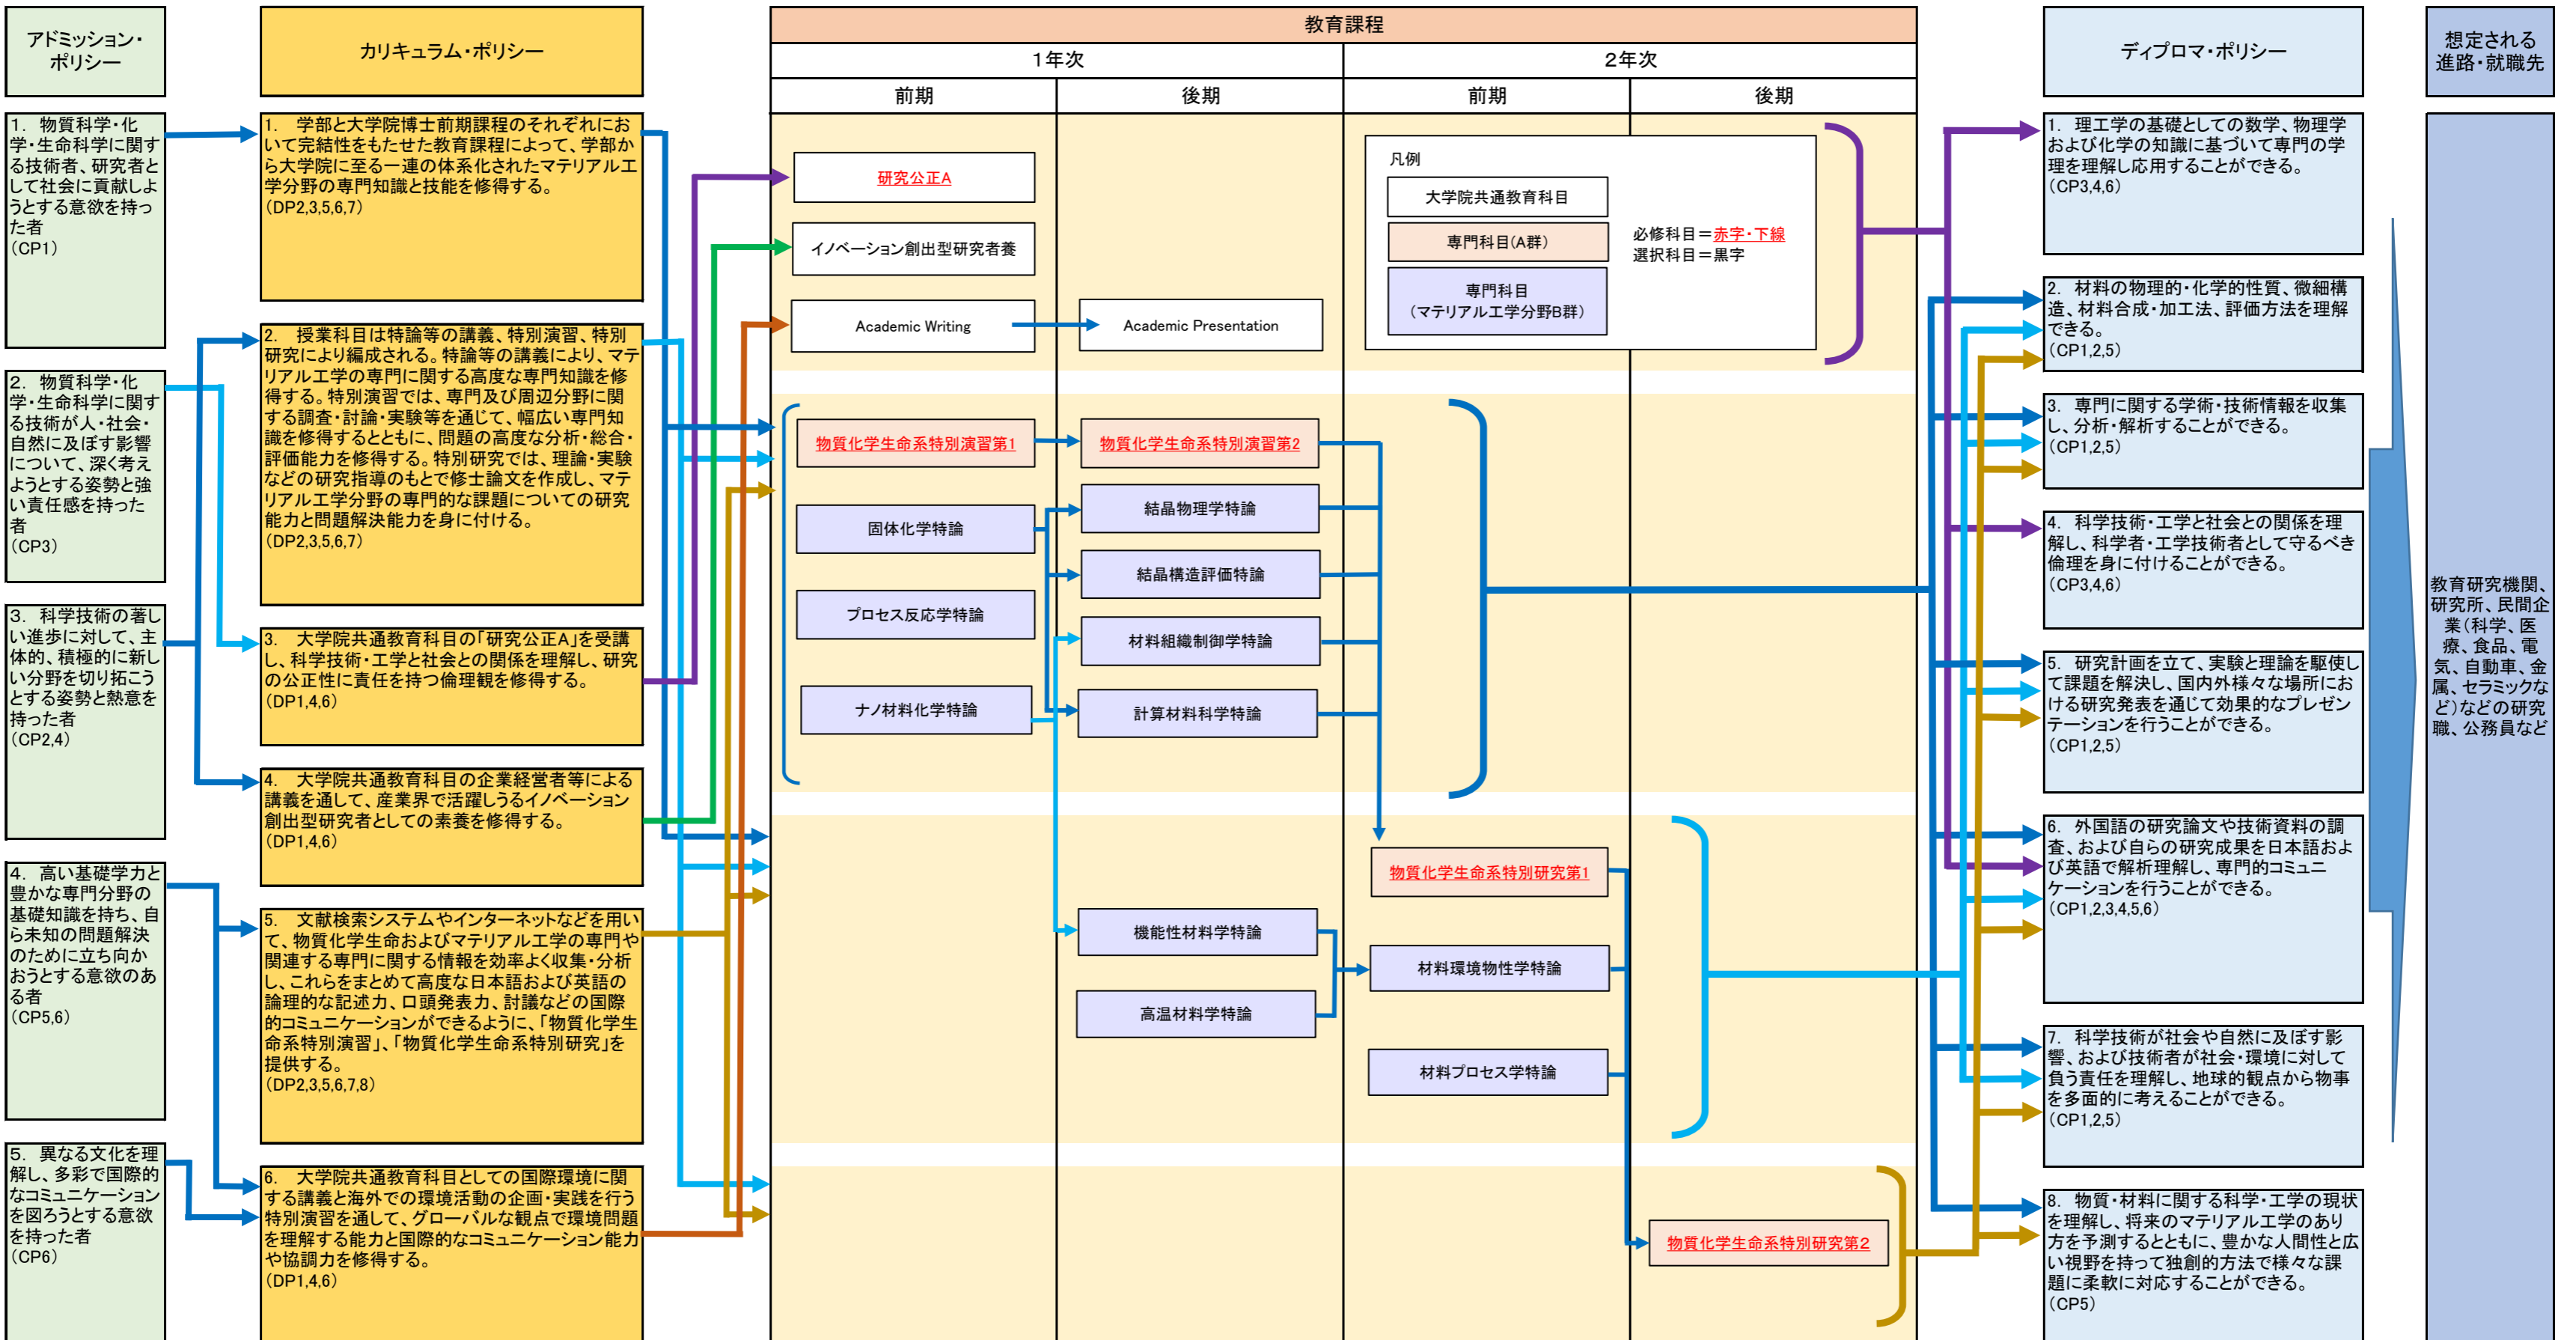 アドミッション・
ポリシー
1. 物質科学・化
学・生命科学に関す
る技術者、研究者と
して社会に貢献しよ
うとする意欲を持っ
た者
(CP1)
2. 物質科学・化
学・生命科学に関す
る技術が人・社会・
自然に及ぼす影響
について、深く考え
ようとする姿勢と強
い責任感を持った
者
(CP3)
3. 科学技術の著し
い進歩に対して、主
体的、積極的に新し
い分野を切り拓こう
とする姿勢と熱意を
持った者
(CP2,4)
4. 高い基礎学力と
豊かな専門分野の
基礎知識を持ち、自
ら未知の問題解決
のために立ち向か
おうとする意欲のあ
る者
(CP5,6)
5. 異なる文化を理
解し、多彩で国際的
なコミュニケーション
を図ろうとする意欲
を持った者
(CP6)
カリキュラム・ポリシー
1. 学部と大学院博士前期課程のそれぞれにお
いて完結性をもたせた教育課程によって、学部か
ら大学院に至る一連の体系化されたマテリアル工
学分野の専門知識と技能を修得する。
(DP2,3,5,6,7)
2. 授業科目は特論等の講義、特別演習、特別
研究により編成される。特論等の講義により、マテ
リアル工学の専門に関する高度な専門知識を修
得する。特別演習では、専門及び周辺分野に関
する調査・討論・実験等を通じて、幅広い専門知
識を修得するとともに、問題の高度な分析・総合・
評価能力を修得する。特別研究では、理論・実験
などの研究指導のもとで修士論文を作成し、マテ
リアル工学分野の専門的な課題についての研究
能力と問題解決能力を身に付ける。
(DP2,3,5,6,7)
3. 大学院共通教育科目の「研究公正A」を受講
し、科学技術・工学と社会との関係を理解し、研究
の公正性に責任を持つ倫理観を修得する。
(DP1,4,6)
4. 大学院共通教育科目の企業経営者等による
講義を通して、産業界で活躍しうるイノベーション
創出型研究者としての素養を修得する。
(DP1,4,6)
5. 文献検索システムやインターネットなどを用い
て、物質化学生命およびマテリアル工学の専門や
関連する専門に関する情報を効率よく収集・分析
し、これらをまとめて高度な日本語および英語の
論理的な記述力、口頭発表力、討議などの国際
的コミュニケーションができるように、「物質化学生
命系特別演習」、「物質化学生命系特別研究」を
提供する。
(DP2,3,5,6,7,8)
6. 大学院共通教育科目としての国際環境に関
する講義と海外での環境活動の企画・実践を行う
特別演習を通して、グローバルな観点で環境問題
を理解する能力と国際的なコミュニケーション能力
や協調力を修得する。
(DP1,4,6)
教育課程
1年次
2年次
前期
後期
前期
後期
研究公正A
イノベーション創出型研究者養
Academic Writing
Academic Presentation
凡例
大学院共通教育科目
専門科目(A群)
専門科目
(マテリアル工学分野B群)
必修科目=赤字・下線
選択科目=黒字
物質化学生命系特別演習第1
物質化学生命系特別演習第2
固体化学特論
結晶物理学特論
結晶構造評価特論
プロセス反応学特論
材料組織制御学特論
ナノ材料化学特論
計算材料科学特論
物質化学生命系特別研究第1
機能性材料学特論
材料環境物性学特論
高温材料学特論
材料プロセス学特論
物質化学生命系特別研究第2
ディプロマ・ポリシー
1. 理工学の基礎としての数学、物理学
および化学の知識に基づいて専門の学
理を理解し応用することができる。
(CP3,4,6)
2. 材料の物理的・化学的性質、微細構
造、材料合成・加工法、評価方法を理解
できる。
(CP1,2,5)
3. 専門に関する学術・技術情報を収集
し、分析・解析することができる。
(CP1,2,5)
4. 科学技術・工学と社会との関係を理
解し、科学者・工学技術者として守るべき
倫理を身に付けることができる。
(CP3,4,6)
5. 研究計画を立て、実験と理論を駆使し
て課題を解決し、国内外様々な場所にお
ける研究発表を通じて効果的なプレゼン
テーションを行うことができる。
(CP1,2,5)
6. 外国語の研究論文や技術資料の調
査、および自らの研究成果を日本語およ
び英語で解析理解し、専門的コミュニ
ケーションを行うことができる。
(CP1,2,3,4,5,6)
7. 科学技術が社会や自然に及ぼす影
響、および技術者が社会・環境に対して
負う責任を理解し、地球的観点から物事
を多面的に考えることができる。
(CP1,2,5)
8. 物質・材料に関する科学・工学の現状
を理解し、将来のマテリアル工学のあり
方を予測するとともに、豊かな人間性と広
い視野を持って独創的方法で様々な課
題に柔軟に対応することができる。
(CP5)
想定される
進路・就職先
教育研究機関、
研究所、民間企
業(科学、医
療、食品、電
気、自動車、金
属、セラミックな
ど)などの研究
職、公務員など